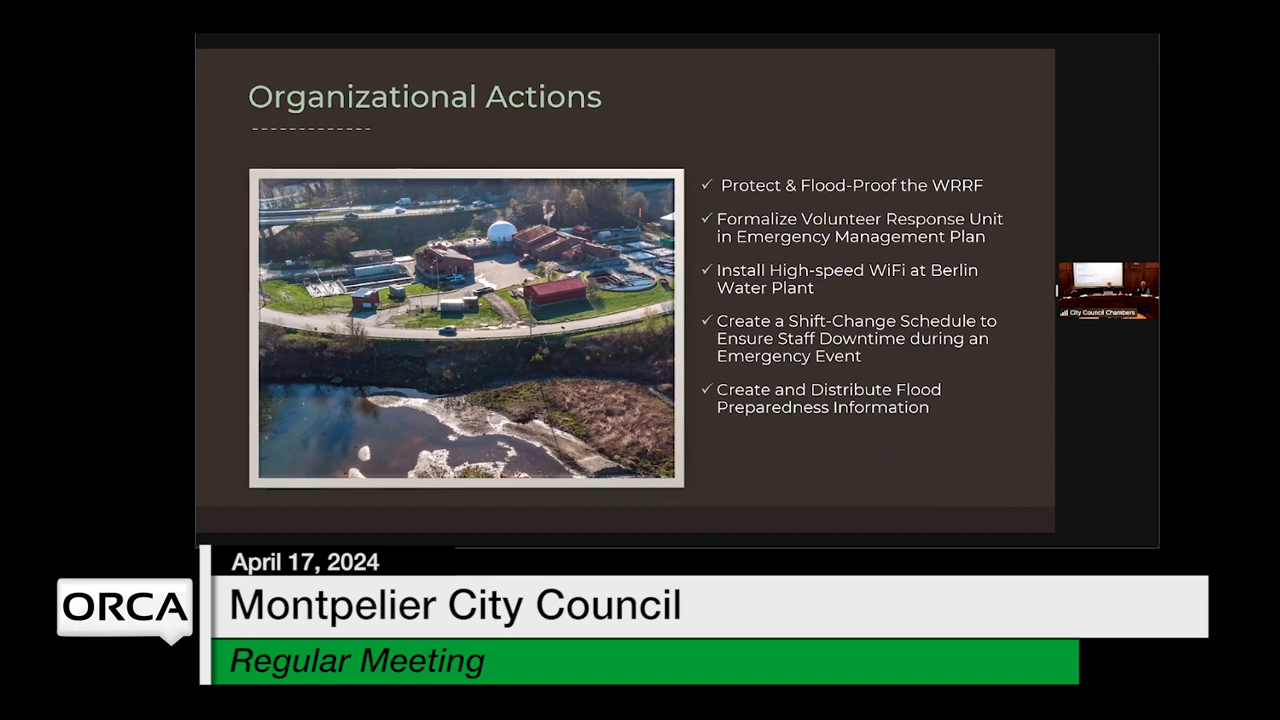 Organizational Actions
✓ Protect & Flood-Proof the WRRF
✓ Formalize Volunteer Response Unit
in Emergency Management Plan
✓ Install High-speed WiFi at Berlin
Water Plant
✓ Create a Shift-Change Schedule to
Ensure Staff Downtime during an
Emergency Event
✓ Create and Distribute Flood
Preparedness Information
City Council Chambers
April 17, 2024
ORCA
Montpelier City Council
Regular Meeting